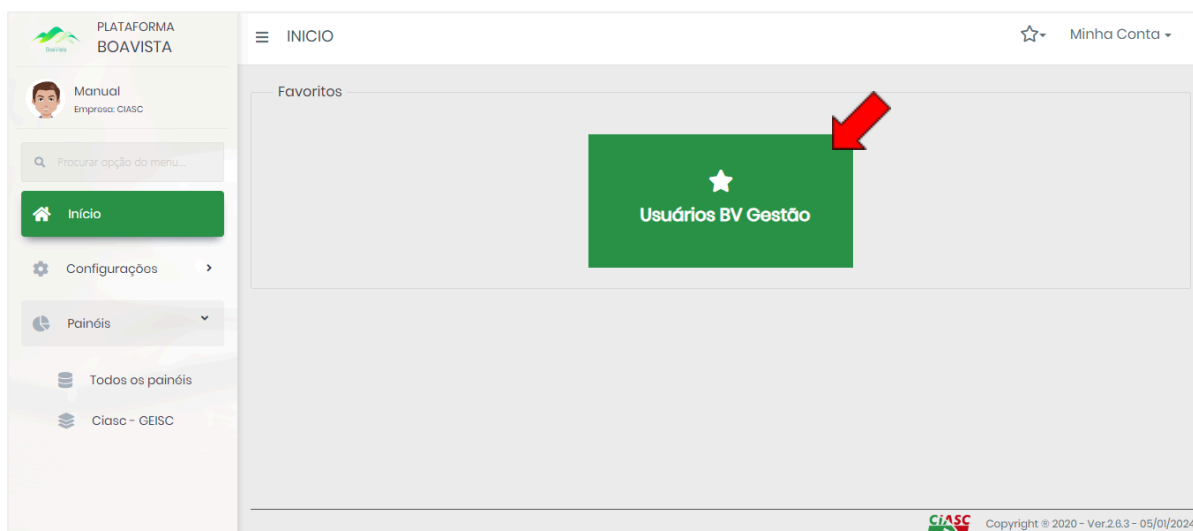 PLATAFORMA
BOAVISTA
BoaVista
INICIO
Minha Conta
Manual
Empresa: CIASC
Procurar opção do menu...
Início
Configurações
Painéis
Todos os painéis
Ciasc - GEISC
Favoritos
Usuários BV Gestão
CiASC
Copyright ® 2020 - Ver.2.6.3 - 05/01/2024